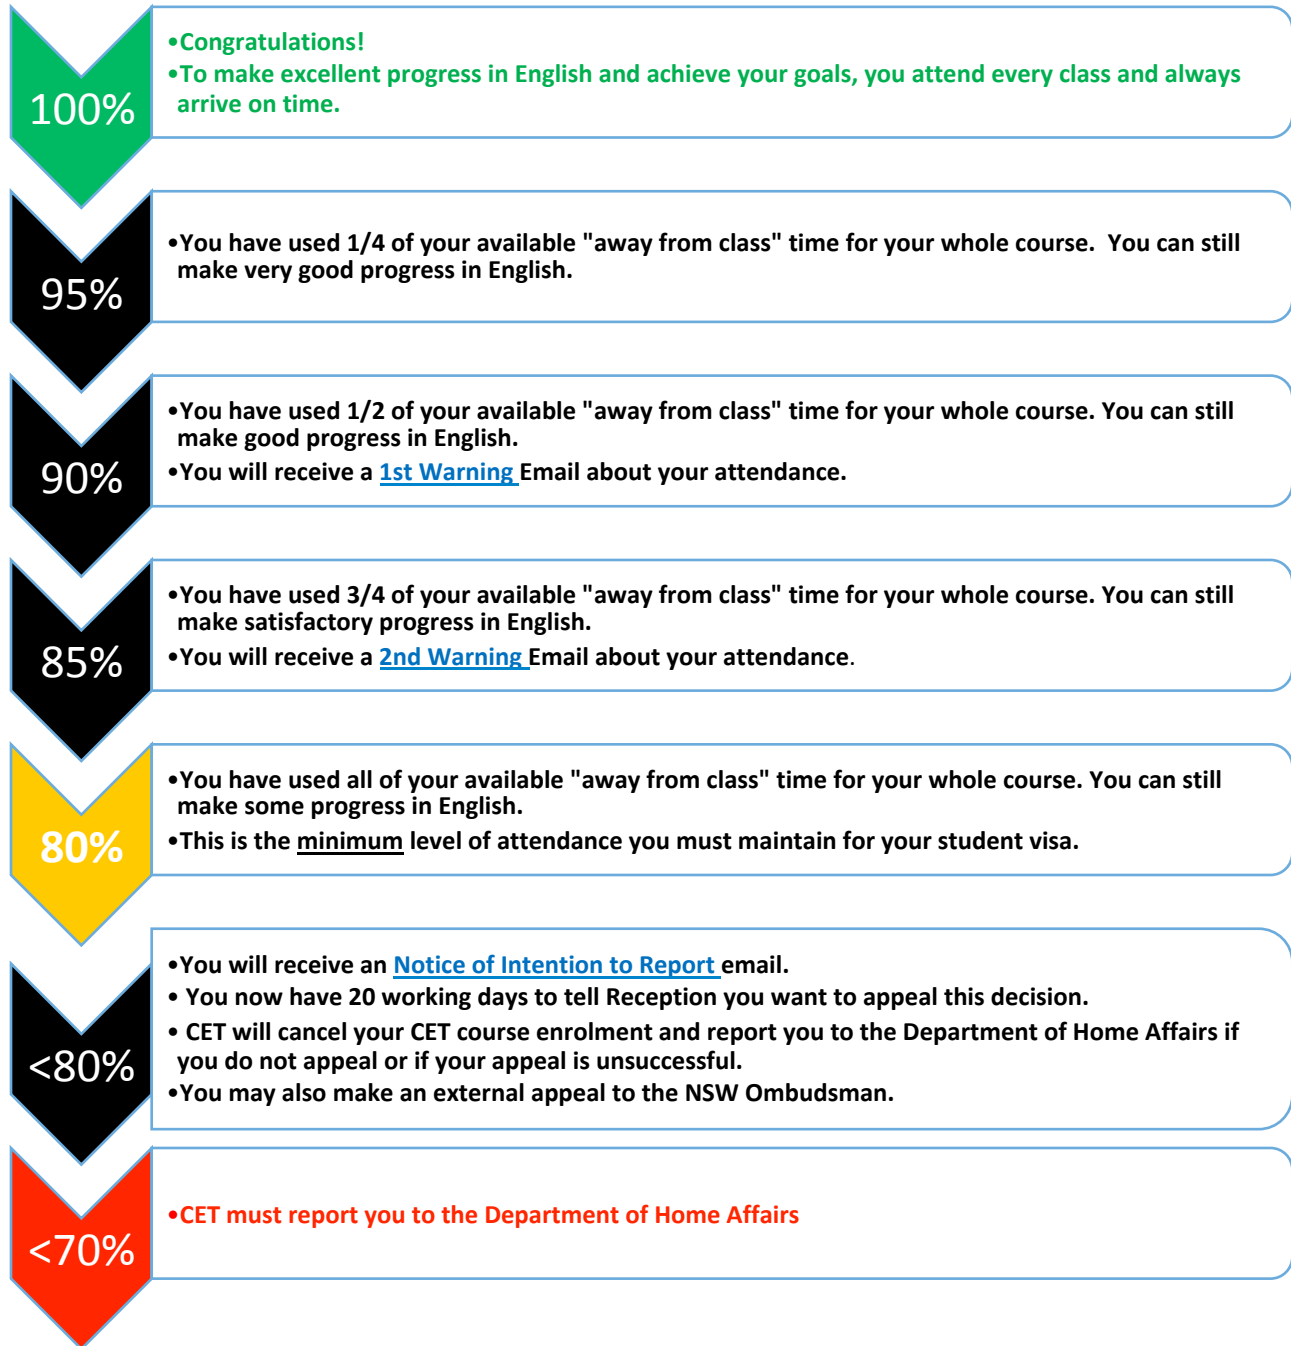 100%
•Congratulations!
•To make excellent progress in English and achieve your goals, you attend every class and always
arrive on time.
95%
•You have used 1/4 of your available "away from class" time for your whole course.  You can still
make very good progress in English.
90%
•You have used 1/2 of your available "away from class" time for your whole course. You can still
make good progress in English.
•You will receive a 1st Warning Email about your attendance.
85%
•You have used 3/4 of your available "away from class" time for your whole course. You can still
make satisfactory progress in English.
•You will receive a 2nd Warning Email about your attendance.
80%
•You have used all of your available "away from class" time for your whole course. You can still
make some progress in English.
•This is the minimum level of attendance you must maintain for your student visa.
<80%
•You will receive an Notice of Intention to Report email.
• You now have 20 working days to tell Reception you want to appeal this decision.
• CET will cancel your CET course enrolment and report you to the Department of Home Affairs if
you do not appeal or if your appeal is unsuccessful.
•You may also make an external appeal to the NSW Ombudsman.
<70%
•CET must report you to the Department of Home Affairs